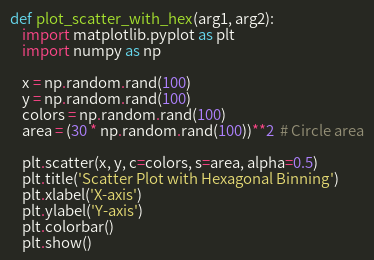 def plot_scatter_with_hex(arg1, arg2):
import matplotlib.pyplot as plt
import numpy as np
x = np.random.rand(100)
y = np.random.rand(100)
colors = np.random.rand(100)
area = (30 * np.random.rand(100))**2  # Circle area
plt.scatter(x, y, c=colors, s=area, alpha=0.5)
plt.title('Scatter Plot with Hexagonal Binning')
plt.xlabel('X-axis')
plt.ylabel('Y-axis')
plt.colorbar()
plt.show()